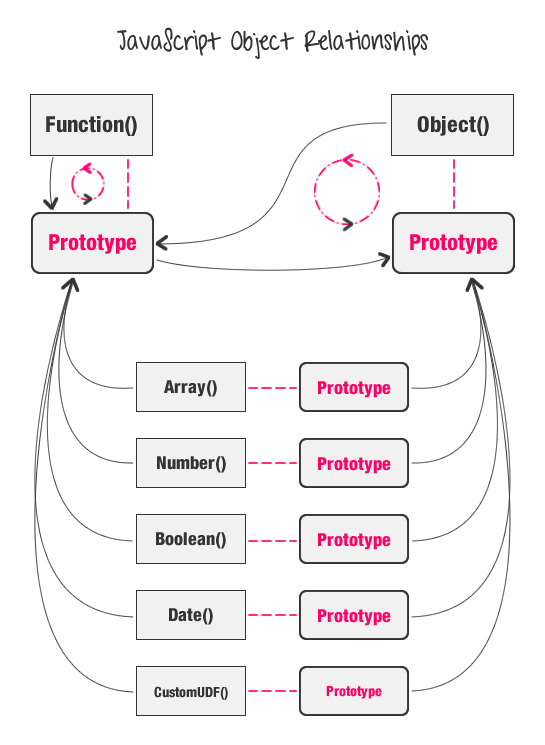 JavaScript Object Relationships
Function()
Object()
Prototype
Prototype
Array()
Prototype
Number()
Prototype
Boolean()
Prototype
Date()
Prototype
CustomUDF()
Prototype